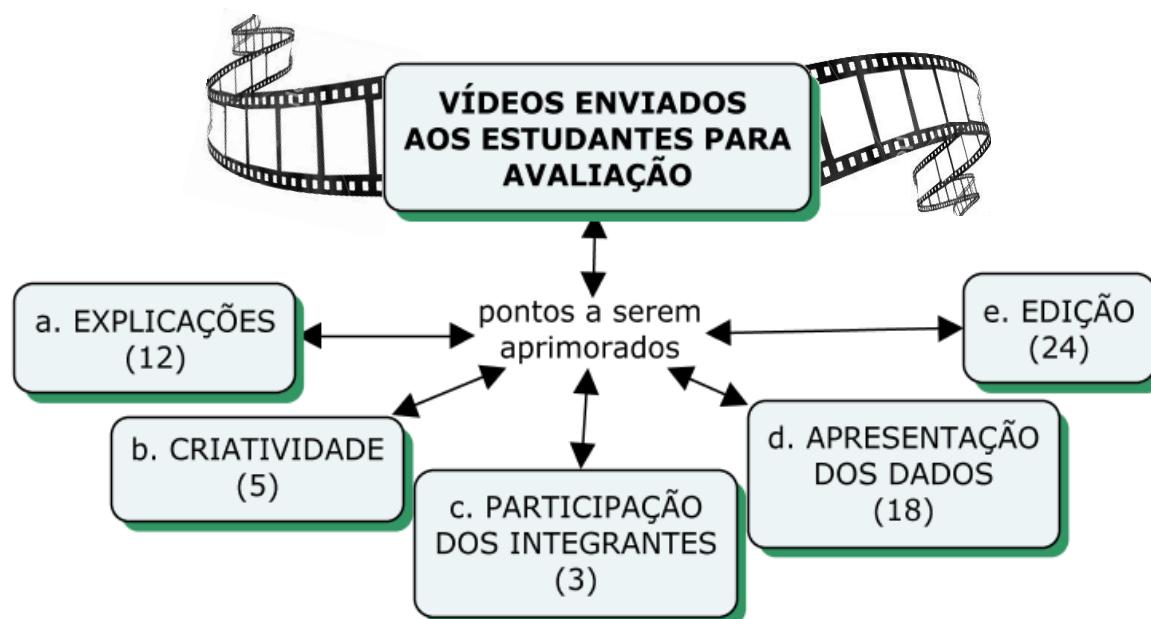 VÍDEOS ENVIADOS
AOS ESTUDANTES PARA
AVALIAÇÃO
pontos a serem
aprimorados
a. EXPLICAÇÕES
(12)
b. CRIATIVIDADE
(5)
c. PARTICIPAÇÃO
DOS INTEGRANTES
(3)
d. APRESENTAÇÃO
DOS DADOS
(18)
e. EDIÇÃO
(24)